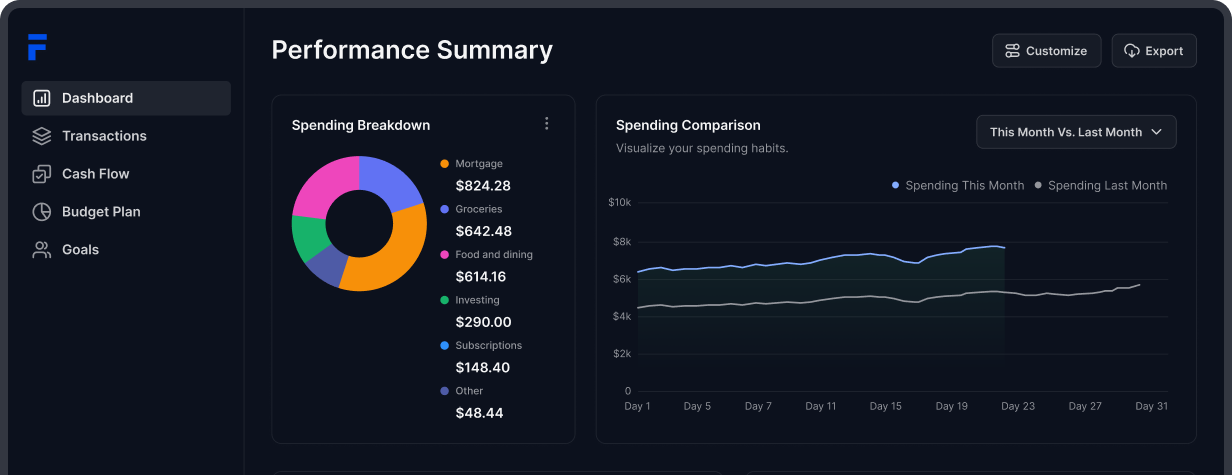 Performance Summary
Customize
Export
Dashboard
Transactions
Cash Flow
Budget Plan
Goals
Spending Breakdown
Mortgage
$824.28
Groceries
$642.48
Food and dining
$614.16
Investing
$290.00
Subscriptions
$148.40
Other
$48.44
Spending Comparison
Visualize your spending habits.
This Month Vs. Last Month
Spending This Month
Spending Last Month
$10k
$8k
$6k
$4k
$2k
0
Day 1 Day 5 Day 7 Day 11 Day 15 Day 19 Day 23 Day 27 Day 31